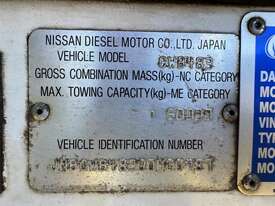 NISSAN DIESEL MOTOR CO.,LTD. JAPAN
VEHICLE MODEL
GROSS COMBINATION MASS(kg)-NC CATEGORY
MAX. TOWING CAPACITY(kg)-ME CATEGORY
VEHICLE IDENTIFICATION NUMBER
DA
MO
MO
VIN
TY
MO
MO